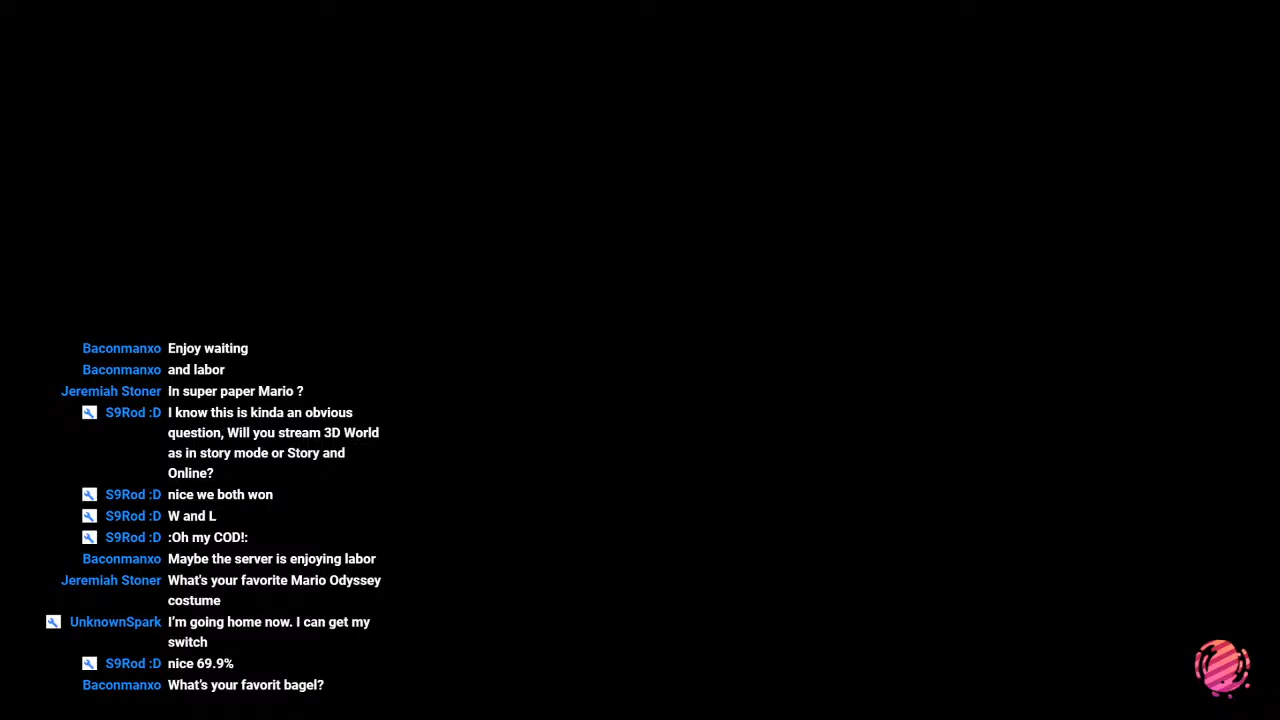 Baconmanxo Enjoy waiting
Baconmanxo and labor
Jeremiah Stoner In super paper Mario ?
S9Rod :D I know this is kinda an obvious
question, Will you stream 3D World
as in story mode or Story and
Online?
S9Rod :D nice we both won
S9Rod :D W and L
S9Rod :D :Oh my COD!:
Baconmanxo Maybe the server is enjoying labor
Jeremiah Stoner What's your favorite Mario Odyssey
costume
UnknownSpark I’m going home now. I can get my
switch
S9Rod :D nice 69.9%
Baconmanxo What’s your favorit bagel?